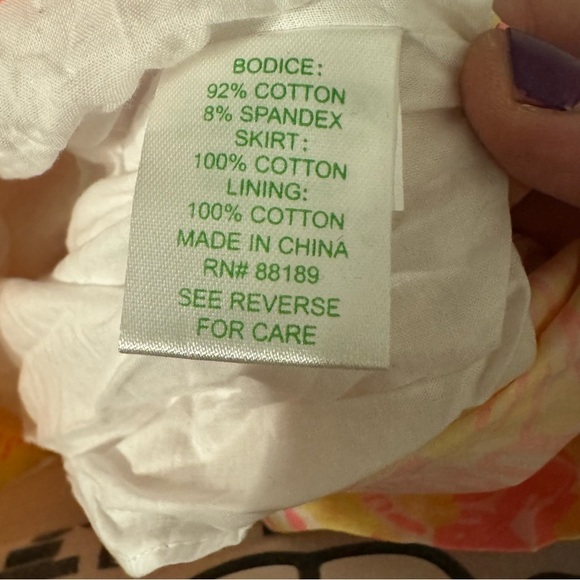 BODICE:
92% COTTON
8% SPANDEX
SKIRT:
100% COTTON
LINING:
100% COTTON
MADE IN CHINA
RN# 88189
SEE REVERSE
FOR CARE